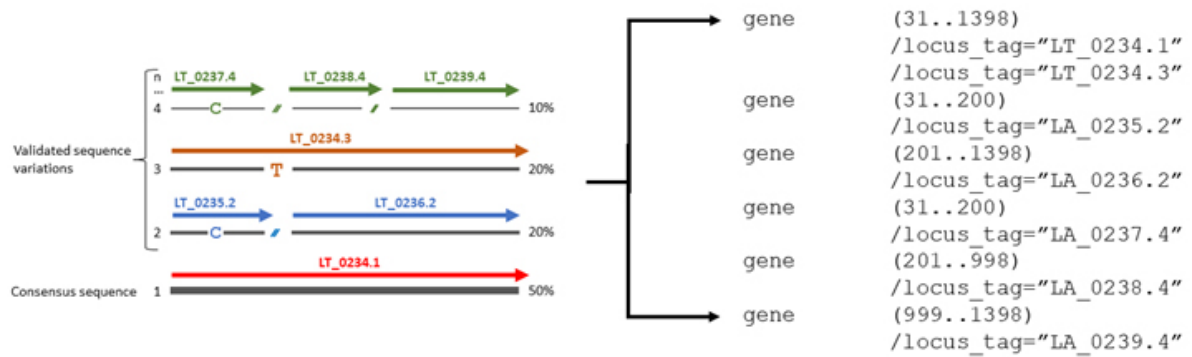 n LT_0237.4 LT_0238.4 LT_0239.4
...
4 C // // 10%
LT_0234.3
Validated sequence
variations
3 T 20%
LT_0235.2 LT_0236.2
2 C // 20%
LT_0234.1
Consensus sequence 1 50%
gene (31..1398)
/locus_tag=”LT_0234.1”
/locus_tag=”LT_0234.3”
gene (31..200)
/locus_tag=”LA_0235.2”
gene (201..1398)
/locus_tag=”LA_0236.2”
gene (31..200)
/locus_tag=”LA_0237.4”
gene (201..998)
/locus_tag=”LA_0238.4”
gene (999..1398)
/locus_tag=”LA_0239.4”